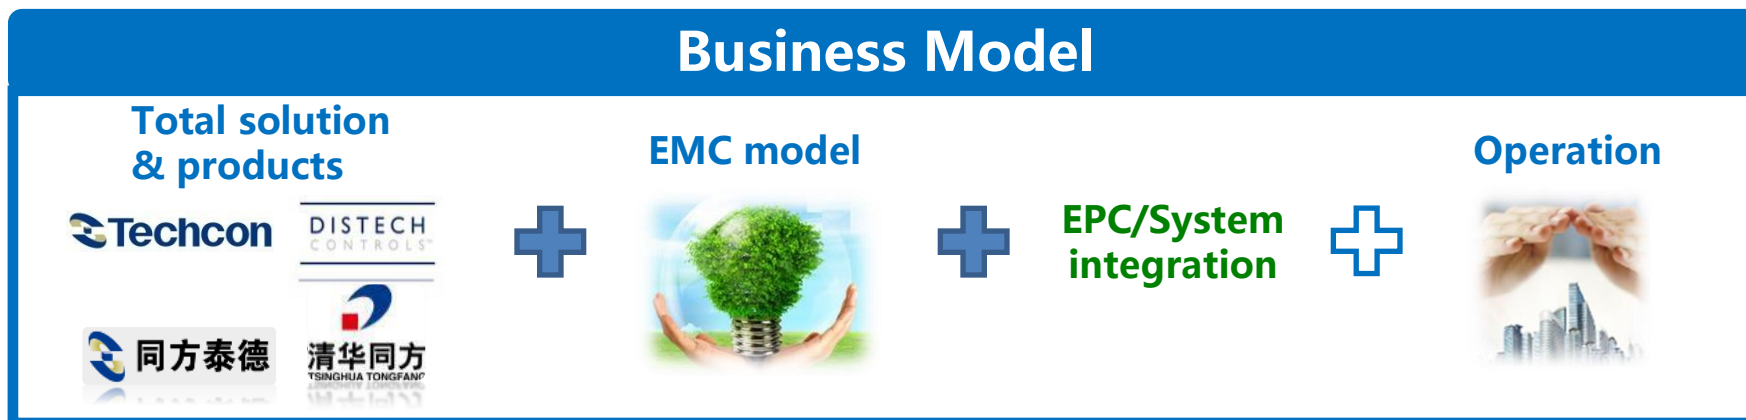 Business Model
Total solution
& products
Techcon
DISTECH
CONTROLS™
同方泰德
清华同方
TSINGHUA TONGFANG
EMC model
EPC/System
integration
Operation